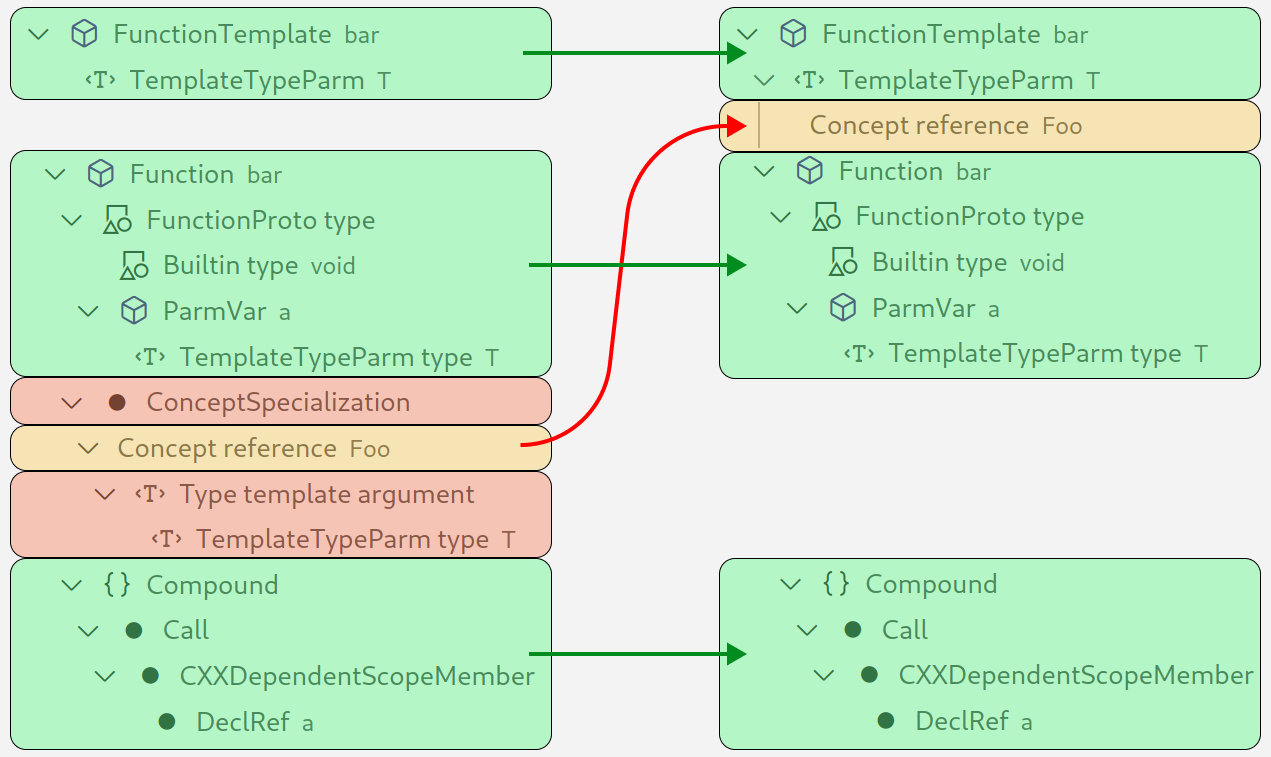 FunctionTemplate bar
<T> TemplateTypeParm T
Function bar
FunctionProto type
Builtin type void
ParmVar a
<T> TemplateTypeParm type T
ConceptSpecialization
Concept reference Foo
<T> Type template argument
<T> TemplateTypeParm type T
{} Compound
Call
CXXDependentScopeMember
DeclRef a
FunctionTemplate bar
<T> TemplateTypeParm T
Concept reference Foo
Function bar
FunctionProto type
Builtin type void
ParmVar a
<T> TemplateTypeParm type T
{} Compound
Call
CXXDependentScopeMember
DeclRef a